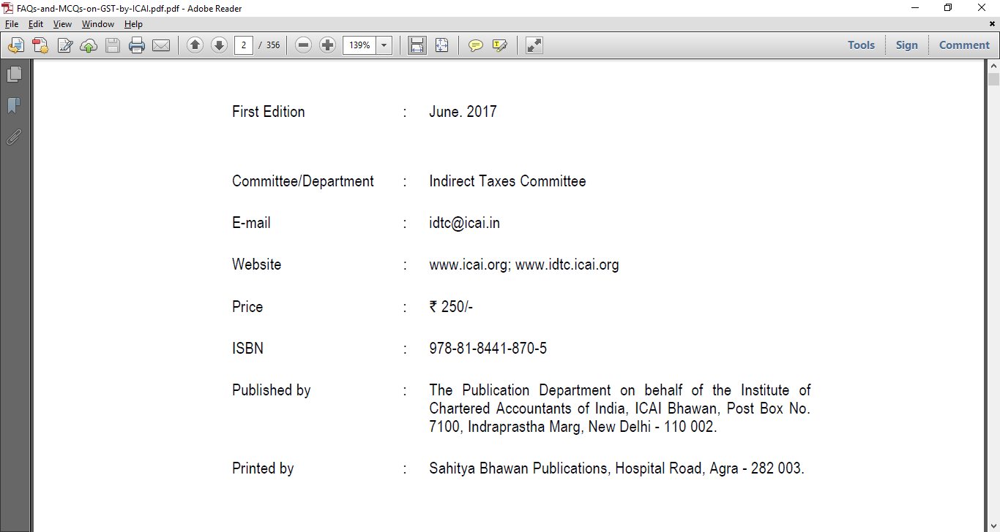 FAQs-and-MCQs-on-GST-by-ICAI.pdf.pdf - Adobe Reader
File Edit View Window Help
2 / 356 139% Tools Sign Comment
First Edition : June. 2017
Committee/Department : Indirect Taxes Committee
E-mail : idtc@icai.in
Website : www.icai.org; www.idtc.icai.org
Price : ₹ 250/-
ISBN : 978-81-8441-870-5
Published by : The Publication Department on behalf of the Institute of
Chartered Accountants of India, ICAI Bhawan, Post Box No.
7100, Indraprastha Marg, New Delhi - 110 002.
Printed by : Sahitya Bhawan Publications, Hospital Road, Agra - 282 003.